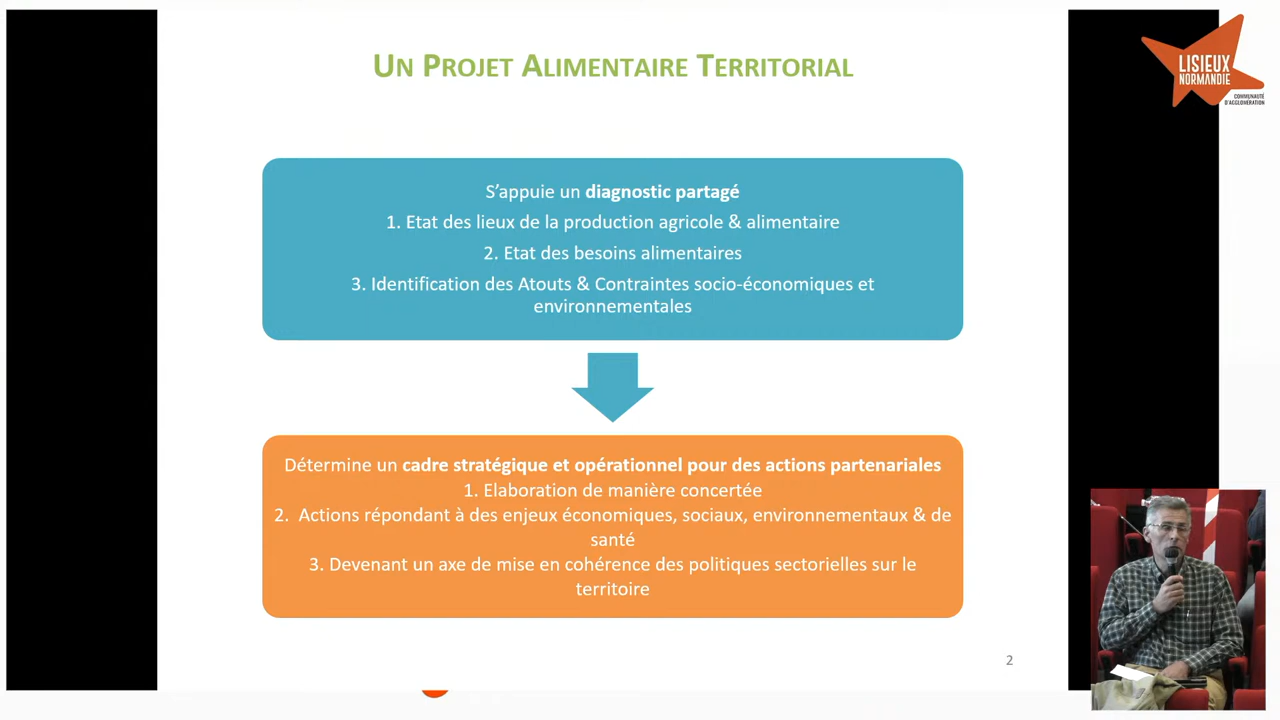 UN PROJET ALIMENTAIRE TERRITORIAL
LISIEUX
NORMANDIE
COMMUNAUTÉ
D'AGGLOMÉRATION
S'appuie un diagnostic partagé
1. Etat des lieux de la production agricole & alimentaire
2. Etat des besoins alimentaires
3. Identification des Atouts & Contraintes socio-économiques et
environnementales
Détermine un cadre stratégique et opérationnel pour des actions partenariales
1. Elaboration de manière concertée
2. Actions répondant à des enjeux économiques, sociaux, environnementaux & de
santé
3. Devenant un axe de mise en cohérence des politiques sectorielles sur le
territoire
2